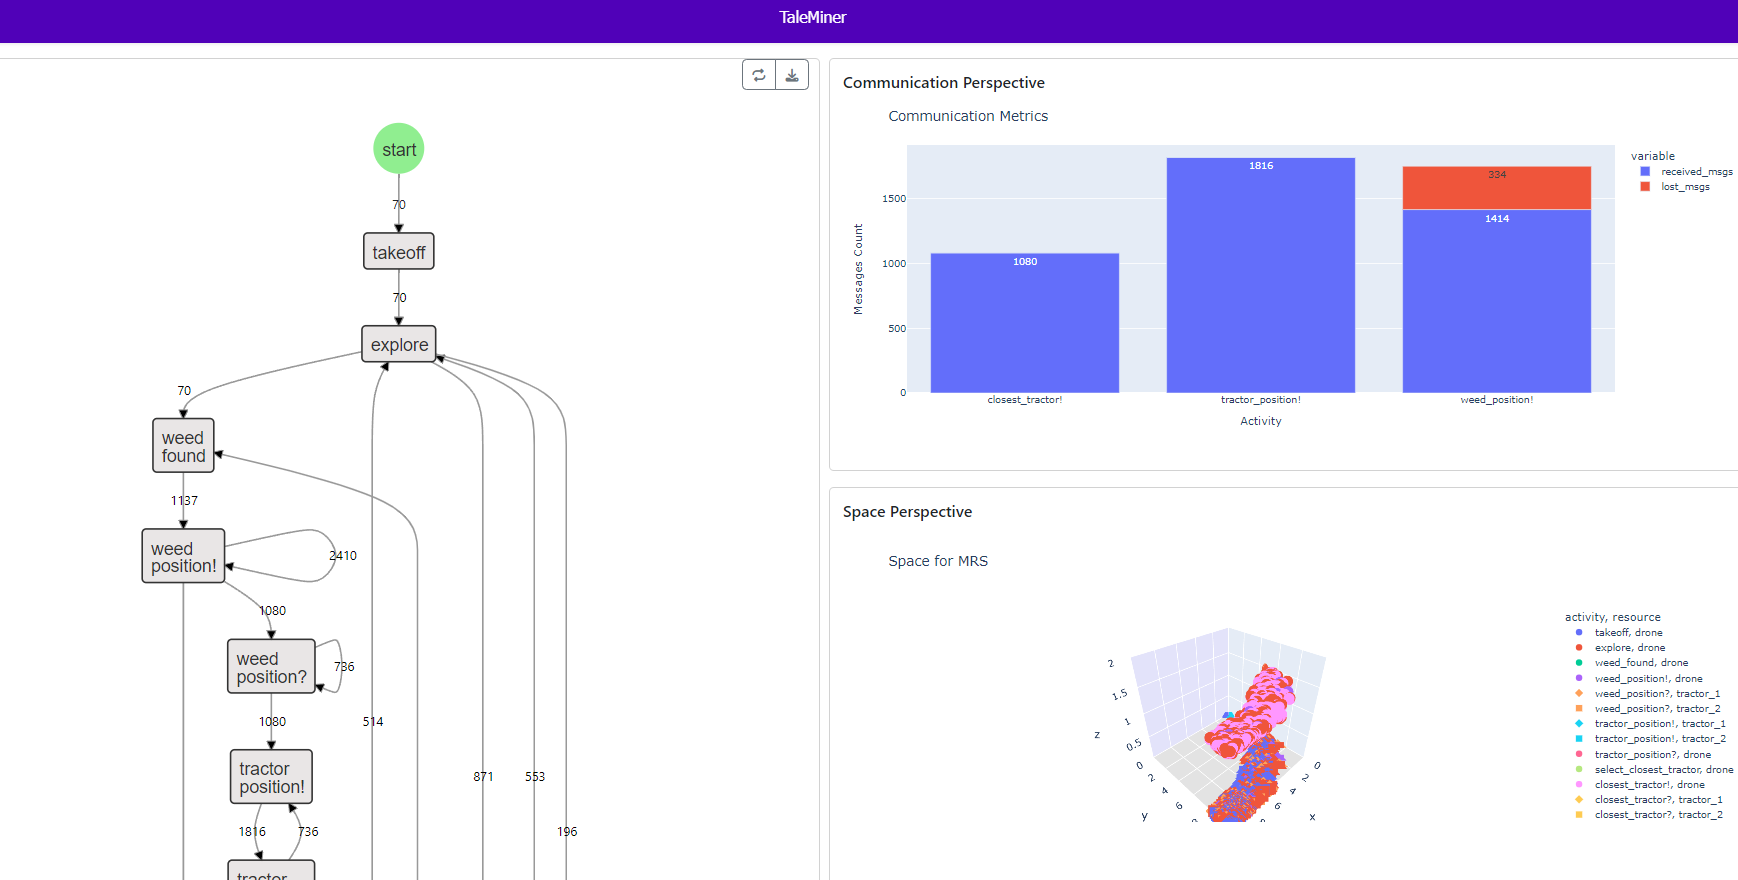 TaleMiner
start
70
takeoff
70
explore
70
weed
found
1137
weed
position!
2410
1080
weed
position?
736
1080
514
tractor
position!
871
553
1816
736
196
tractor
Communication Perspective
Communication Metrics
variable
received_msgs
lost_msgs
1816
334
1414
1080
1500
1000
500
0
Messages Count
closest_tractor!
tractor_position!
weed_position!
Activity
Space Perspective
Space for MRS
2
1.5
1
0.5
z
0
2
4
6
y
0
2
4
6
x
activity, resource
takeoff, drone
explore, drone
weed_found, drone
weed_position!, drone
weed_position?, tractor_1
weed_position?, tractor_2
tractor_position!, tractor_1
tractor_position!, tractor_2
tractor_position?, drone
select_closest_tractor, drone
closest_tractor!, drone
closest_tractor?, tractor_1
closest_tractor?, tractor_2